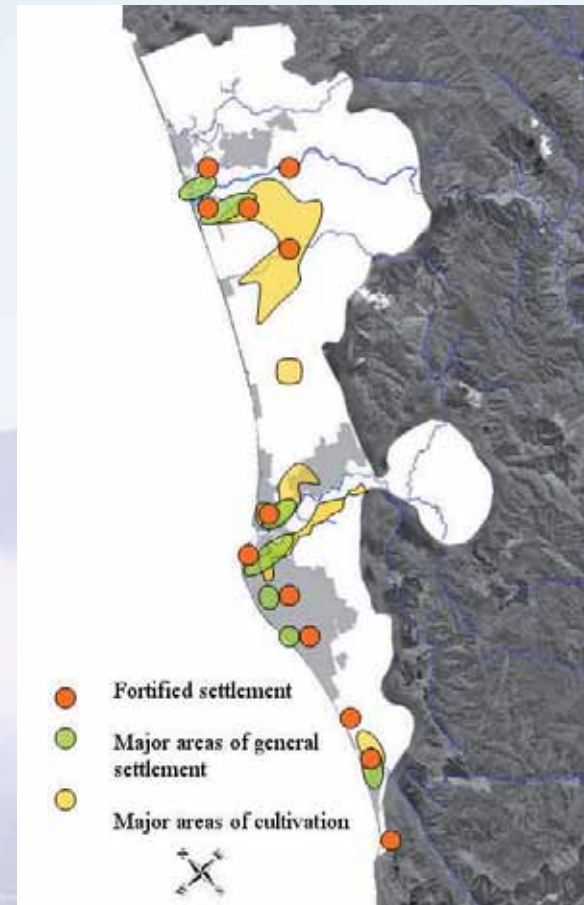 Fortified settlement
Major areas of general
settlement
Major areas of cultivation